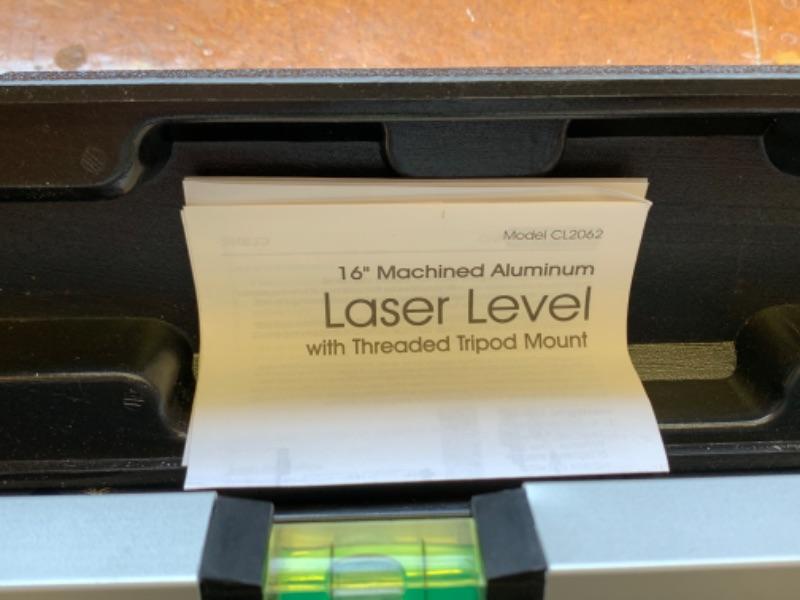 Model CL2062
16" Machined Aluminum
Laser Level
with Threaded Tripod Mount